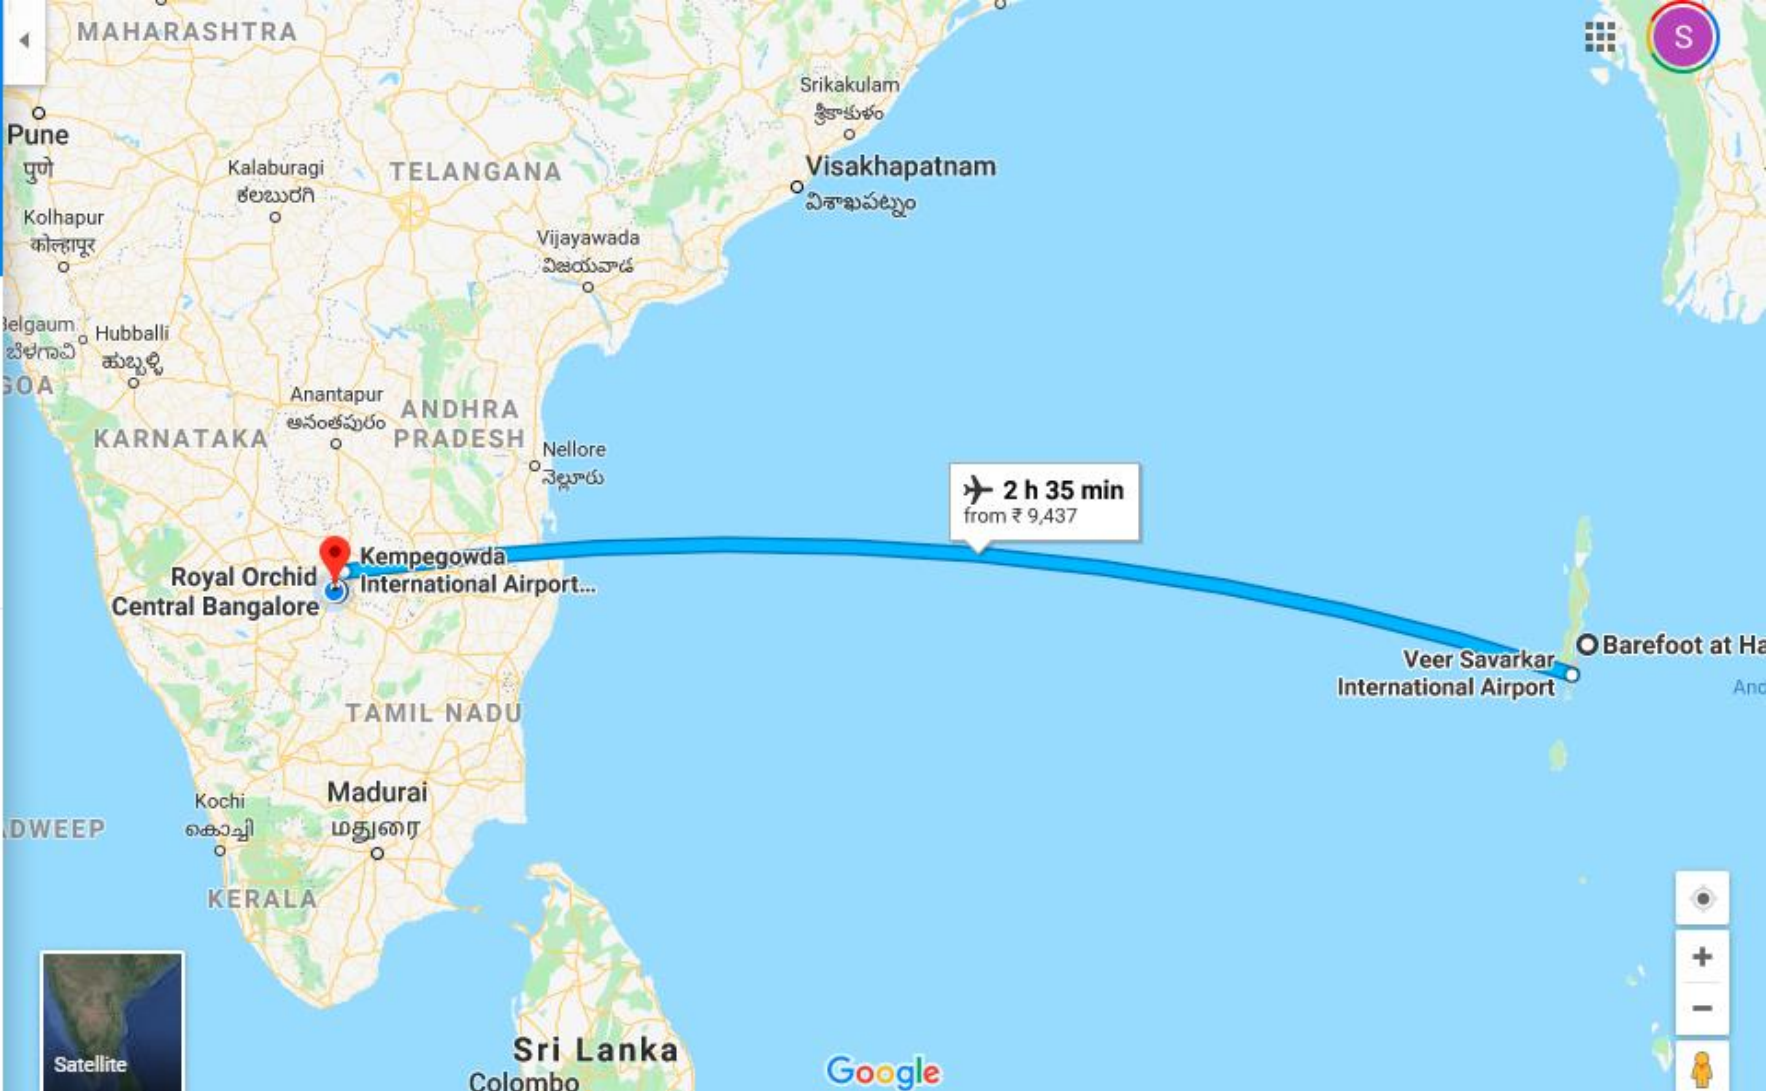 MAHARASHTRA
S
Srikakulam
శ్రీకాకుళం
Pune
पुणे
Visakhapatnam
విశాఖపట్నం
Kalaburagi
ಕಲಬುರಗಿ
TELANGANA
Kolhapur
कोल्हापूर
Vijayawada
విజయవాడ
Belgaum
ಬೆಳಗಾವಿ
Hubballi
ಹುಬ್ಬಳ್ಳಿ
GOA
Anantapur
అనంతపురం
ANDHRA
PRADESH
KARNATAKA
Nellore
నెల్లూరు
2 h 35 min
from ₹ 9,437
Kempegowda
International Airport...
Royal Orchid
Central Bangalore
Barefoot at Ha
Veer Savarkar
International Airport
And
TAMIL NADU
Madurai
மதுரை
Kochi
കൊച്ചി
ADWEEP
KERALA
+
−
Satellite
Sri Lanka
Colombo
Google